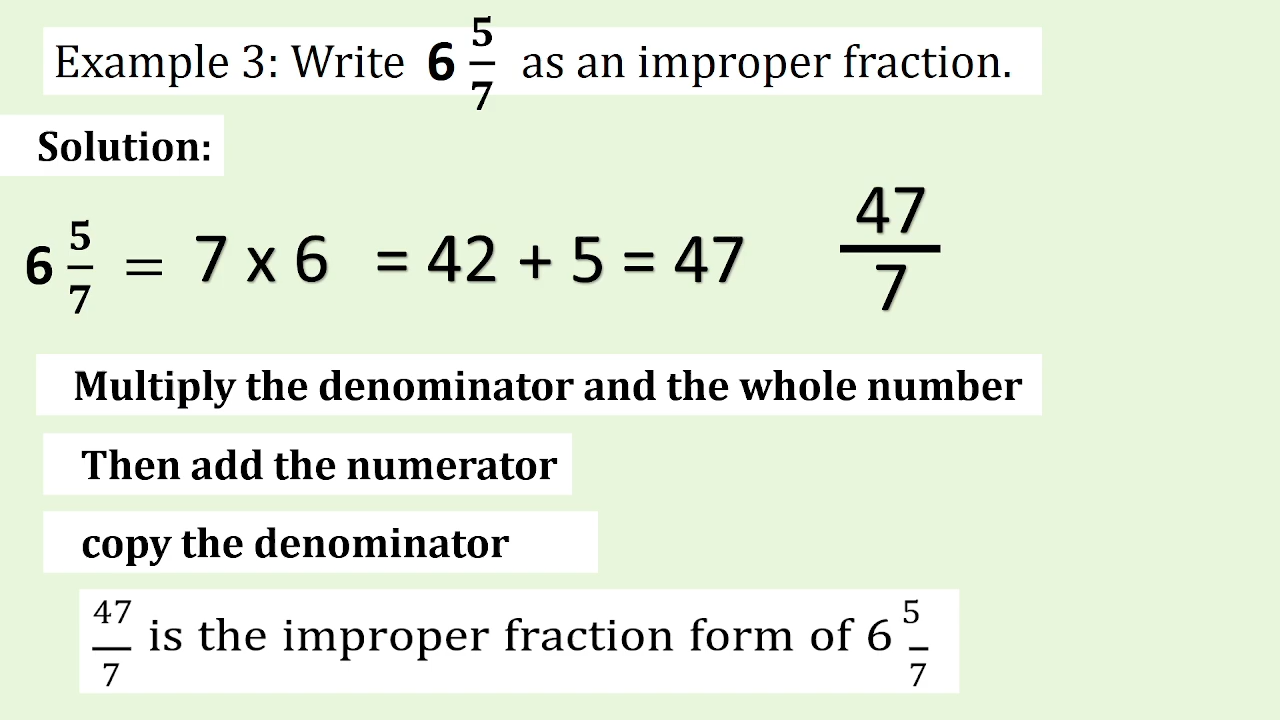 Example 3: Write 6 5/7 as an improper fraction.
Solution:
6 5/7 = 7 x 6 = 42 + 5 = 47 47/7
Multiply the denominator and the whole number
Then add the numerator
copy the denominator
47/7 is the improper fraction form of 6 5/7